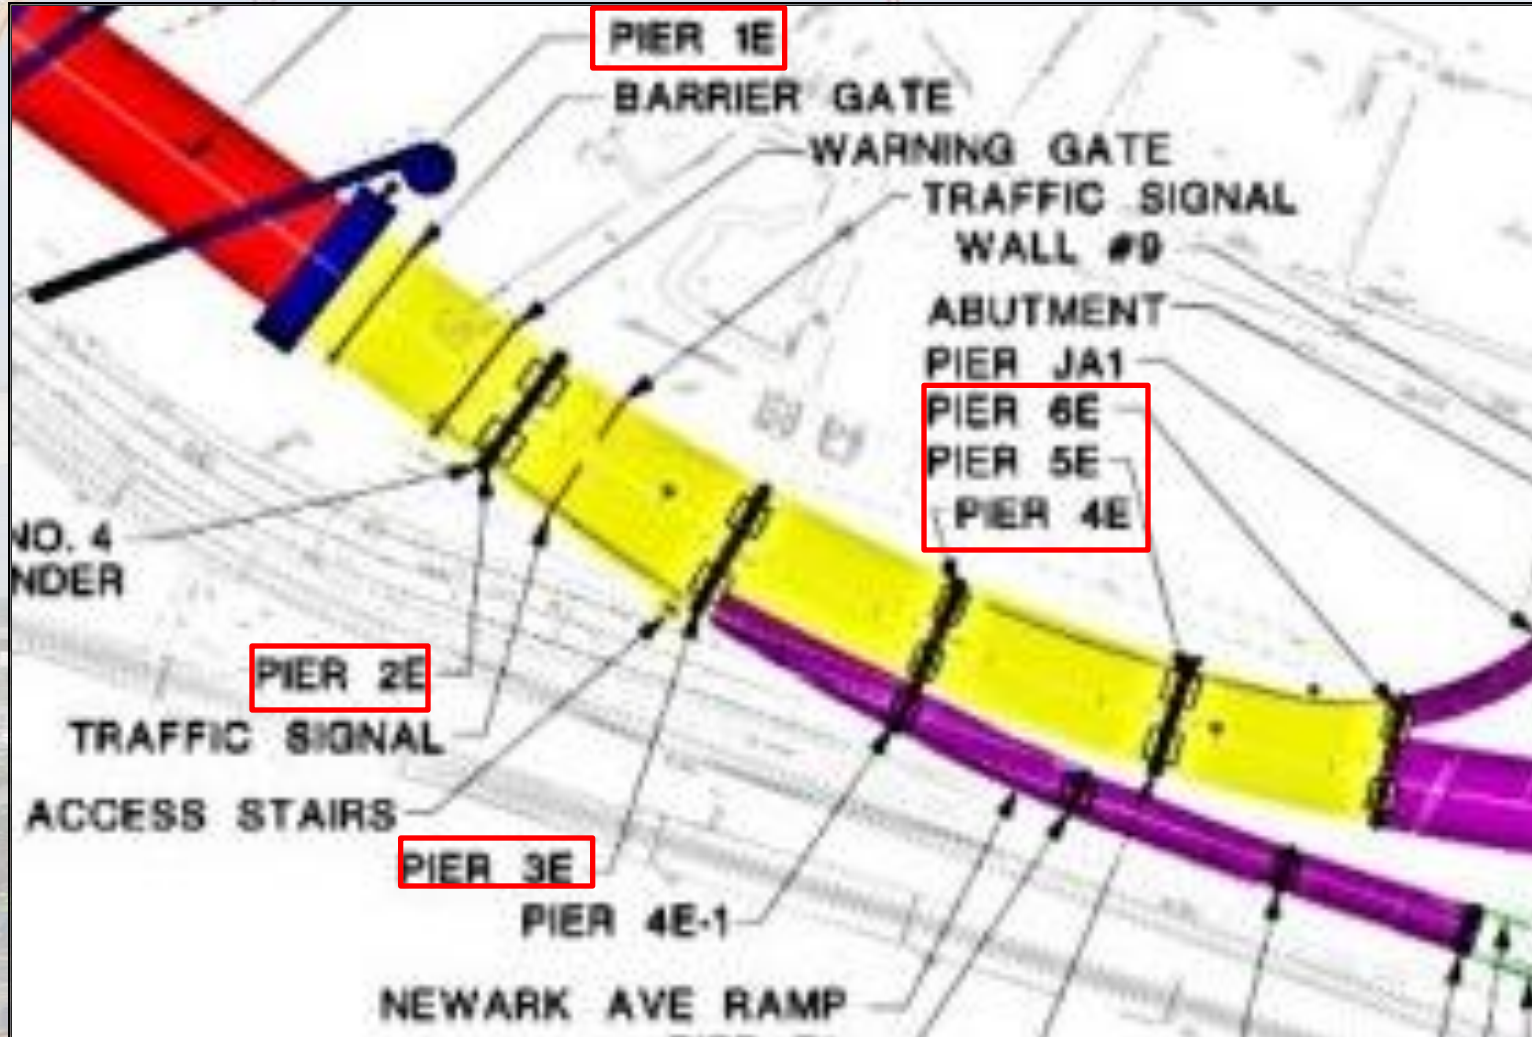 PIER 1E
BARRIER GATE
WARNING GATE
TRAFFIC SIGNAL
WALL #9
ABUTMENT
PIER JA1
PIER 6E
PIER 5E
PIER 4E
NO. 4
NDER
PIER 2E
TRAFFIC SIGNAL
ACCESS STAIRS
PIER 3E
PIER 4E-1
NEWARK AVE RAMP